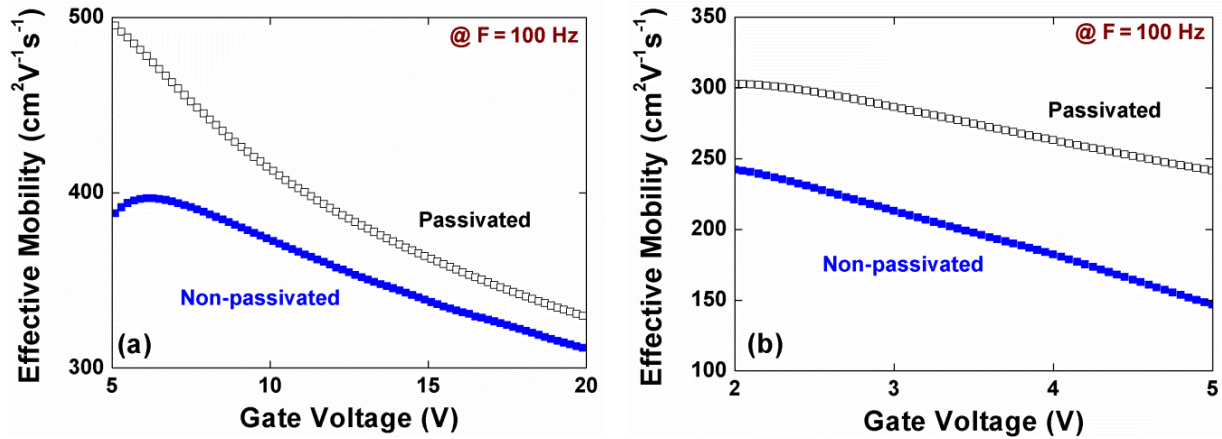 500
400
300
5
10
15
20
Effective Mobility (cm²V⁻¹s⁻¹)
Gate Voltage (V)
@ F = 100 Hz
Passivated
Non-passivated
(a)
350
300
250
200
150
100
2
3
4
5
Effective Mobility (cm²V⁻¹s⁻¹)
Gate Voltage (V)
@ F = 100 Hz
Passivated
Non-passivated
(b)